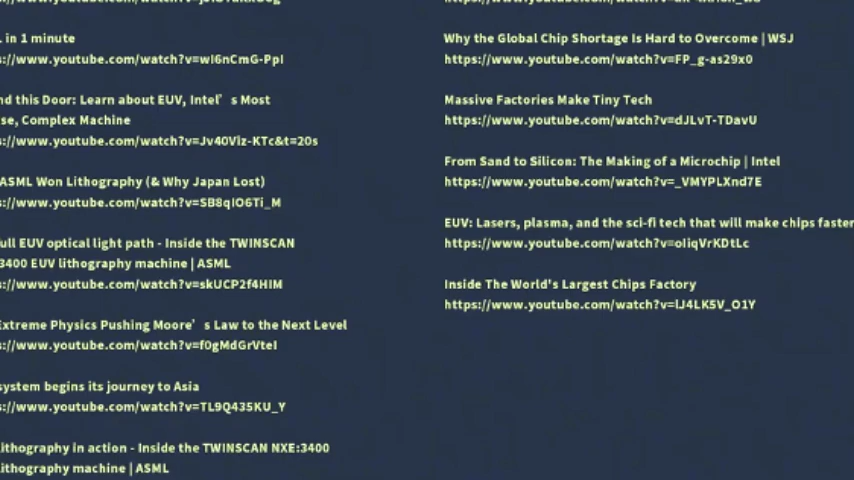 L in 1 minute
s://www.youtube.com/watch?v=wI6nCmG-PpI
nd this Door: Learn about EUV, Intel's Most
se, Complex Machine
s://www.youtube.com/watch?v=Jv40Viz-KTc&t=20s
ASML Won Lithography (& Why Japan Lost)
s://www.youtube.com/watch?v=SB8qIO6Ti_M
ull EUV optical light path - Inside the TWINSCAN
3400 EUV lithography machine | ASML
s://www.youtube.com/watch?v=skUCP2f4HIM
Extreme Physics Pushing Moore's Law to the Next Level
s://www.youtube.com/watch?v=f0gMdGrVteI
system begins its journey to Asia
s://www.youtube.com/watch?v=TL9Q435KU_Y
ithography in action - Inside the TWINSCAN NXE:3400
lithography machine | ASML
Why the Global Chip Shortage Is Hard to Overcome | WSJ
https://www.youtube.com/watch?v=FP_g-as29x0
Massive Factories Make Tiny Tech
https://www.youtube.com/watch?v=dJLvT-TDavU
From Sand to Silicon: The Making of a Microchip | Intel
https://www.youtube.com/watch?v=_VMYPLXnd7E
EUV: Lasers, plasma, and the sci-fi tech that will make chips faster
https://www.youtube.com/watch?v=oIiqVrKDtLc
Inside The World's Largest Chips Factory
https://www.youtube.com/watch?v=lJ4LK5V_O1Y